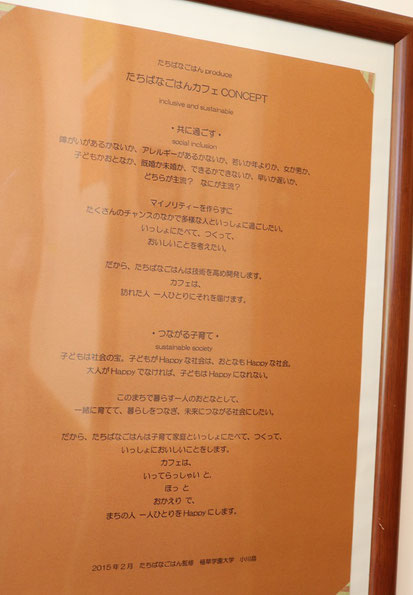 たちばなごはん produce
たちばなごはんカフェ CONCEPT
inclusive and sustainable
・共に過ごす・
social inclusion
障がいがあるかないか、アレルギーがあるかないか、若いか年よりか、女か男か、
子どもかおとなか、既婚か未婚か、できるかできないか、早いか遅いか、
どちらが主流？　なにが主流？
マイノリティーを作らずに
たくさんのチャンスのなかで多様な人といっしょに過ごしたい。
いっしょにたべて、つくって、
おいしいことを考えたい。
だから、たちばなごはんは技術を高め開発します。
カフェは、
訪れた人 一人ひとりにそれを届けます。
・つながる子育て・
sustainable society
子どもは社会の宝。子どもがHappyな社会は、おとなもHappyな社会。
大人がHappyでなければ、子どもはHappyになれない。
このまちで暮らす一人のおとなとして、
一緒に育てて、暮らしをつなぎ、未来につながる社会にしたい。
だから、たちばなごはんは子育て家庭といっしょにたべて、つくって、
いっしょにおいしいことをします。
カフェは、
いってらっしゃい と、
ほっ と
おかえり で、
まちの人 一人ひとりをHappyにします。
2015年2月　たちばなごはん監修　植草学園大学　小川晶